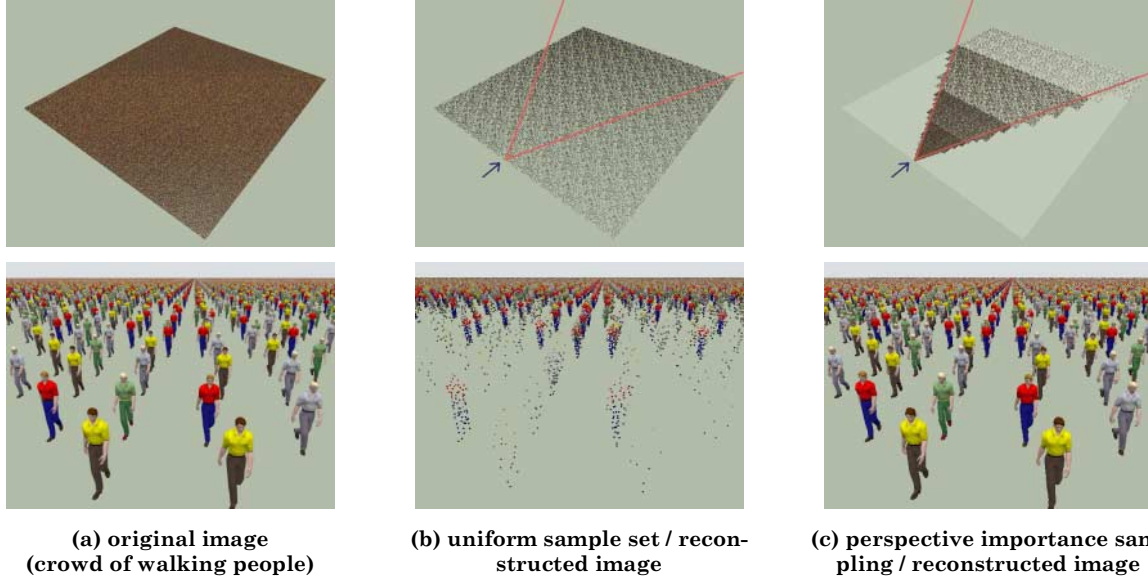 (a) original image
(crowd of walking people)
(b) uniform sample set / recon-
structed image
(c) perspective importance sam-
pling / reconstructed image